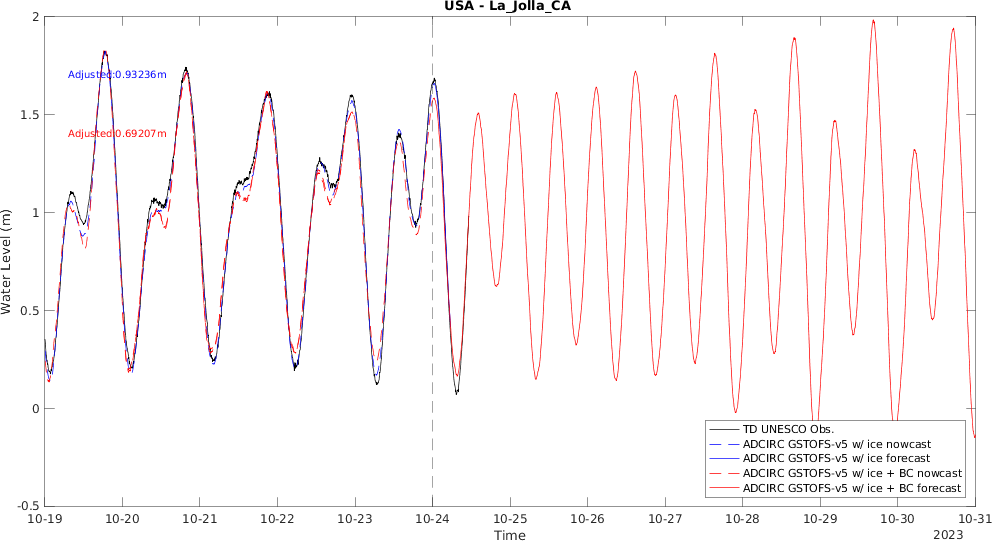 USA - La_Jolla_CA
Adjusted:0.93236m
Adjusted:0.69207m
Water Level (m)
2
1.5
1
0.5
0
-0.5
10-19 10-20 10-21 10-22 10-23 10-24 10-25 10-26 10-27 10-28 10-29 10-30 10-31
Time
2023
TD UNESCO Obs.
ADCIRC GSTOFS-v5 w/ ice nowcast
ADCIRC GSTOFS-v5 w/ ice forecast
ADCIRC GSTOFS-v5 w/ ice + BC nowcast
ADCIRC GSTOFS-v5 w/ ice + BC forecast